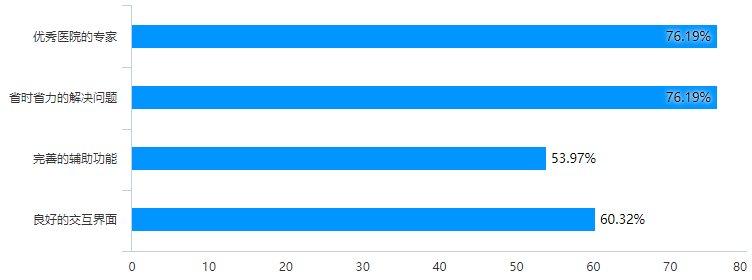 优秀医院的专家 76.19%
省时省力的解决问题 76.19%
完善的辅助功能 53.97%
良好的交互界面 60.32%
0 10 20 30 40 50 60 70 80